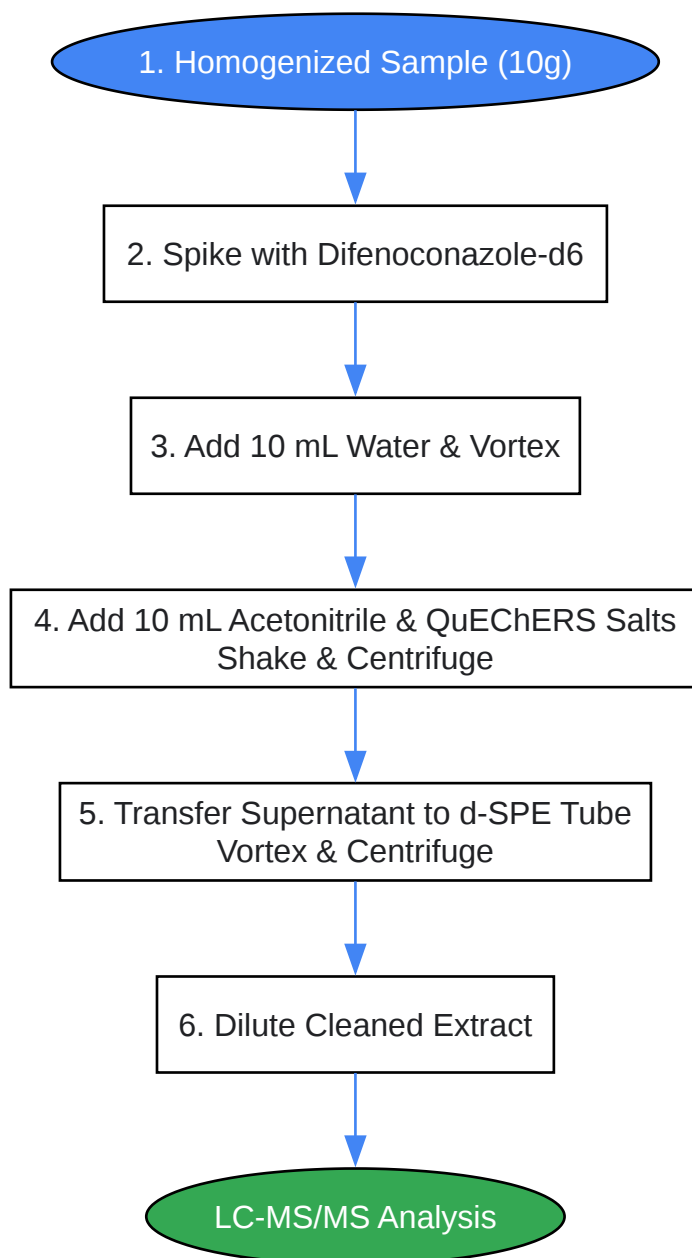 1. Homogenized Sample (10g)
2. Spike with Difenoconazole-d6
3. Add 10 mL Water & Vortex
4. Add 10 mL Acetonitrile & QuEChERS Salts
Shake & Centrifuge
5. Transfer Supernatant to d-SPE Tube
Vortex & Centrifuge
6. Dilute Cleaned Extract
LC-MS/MS Analysis